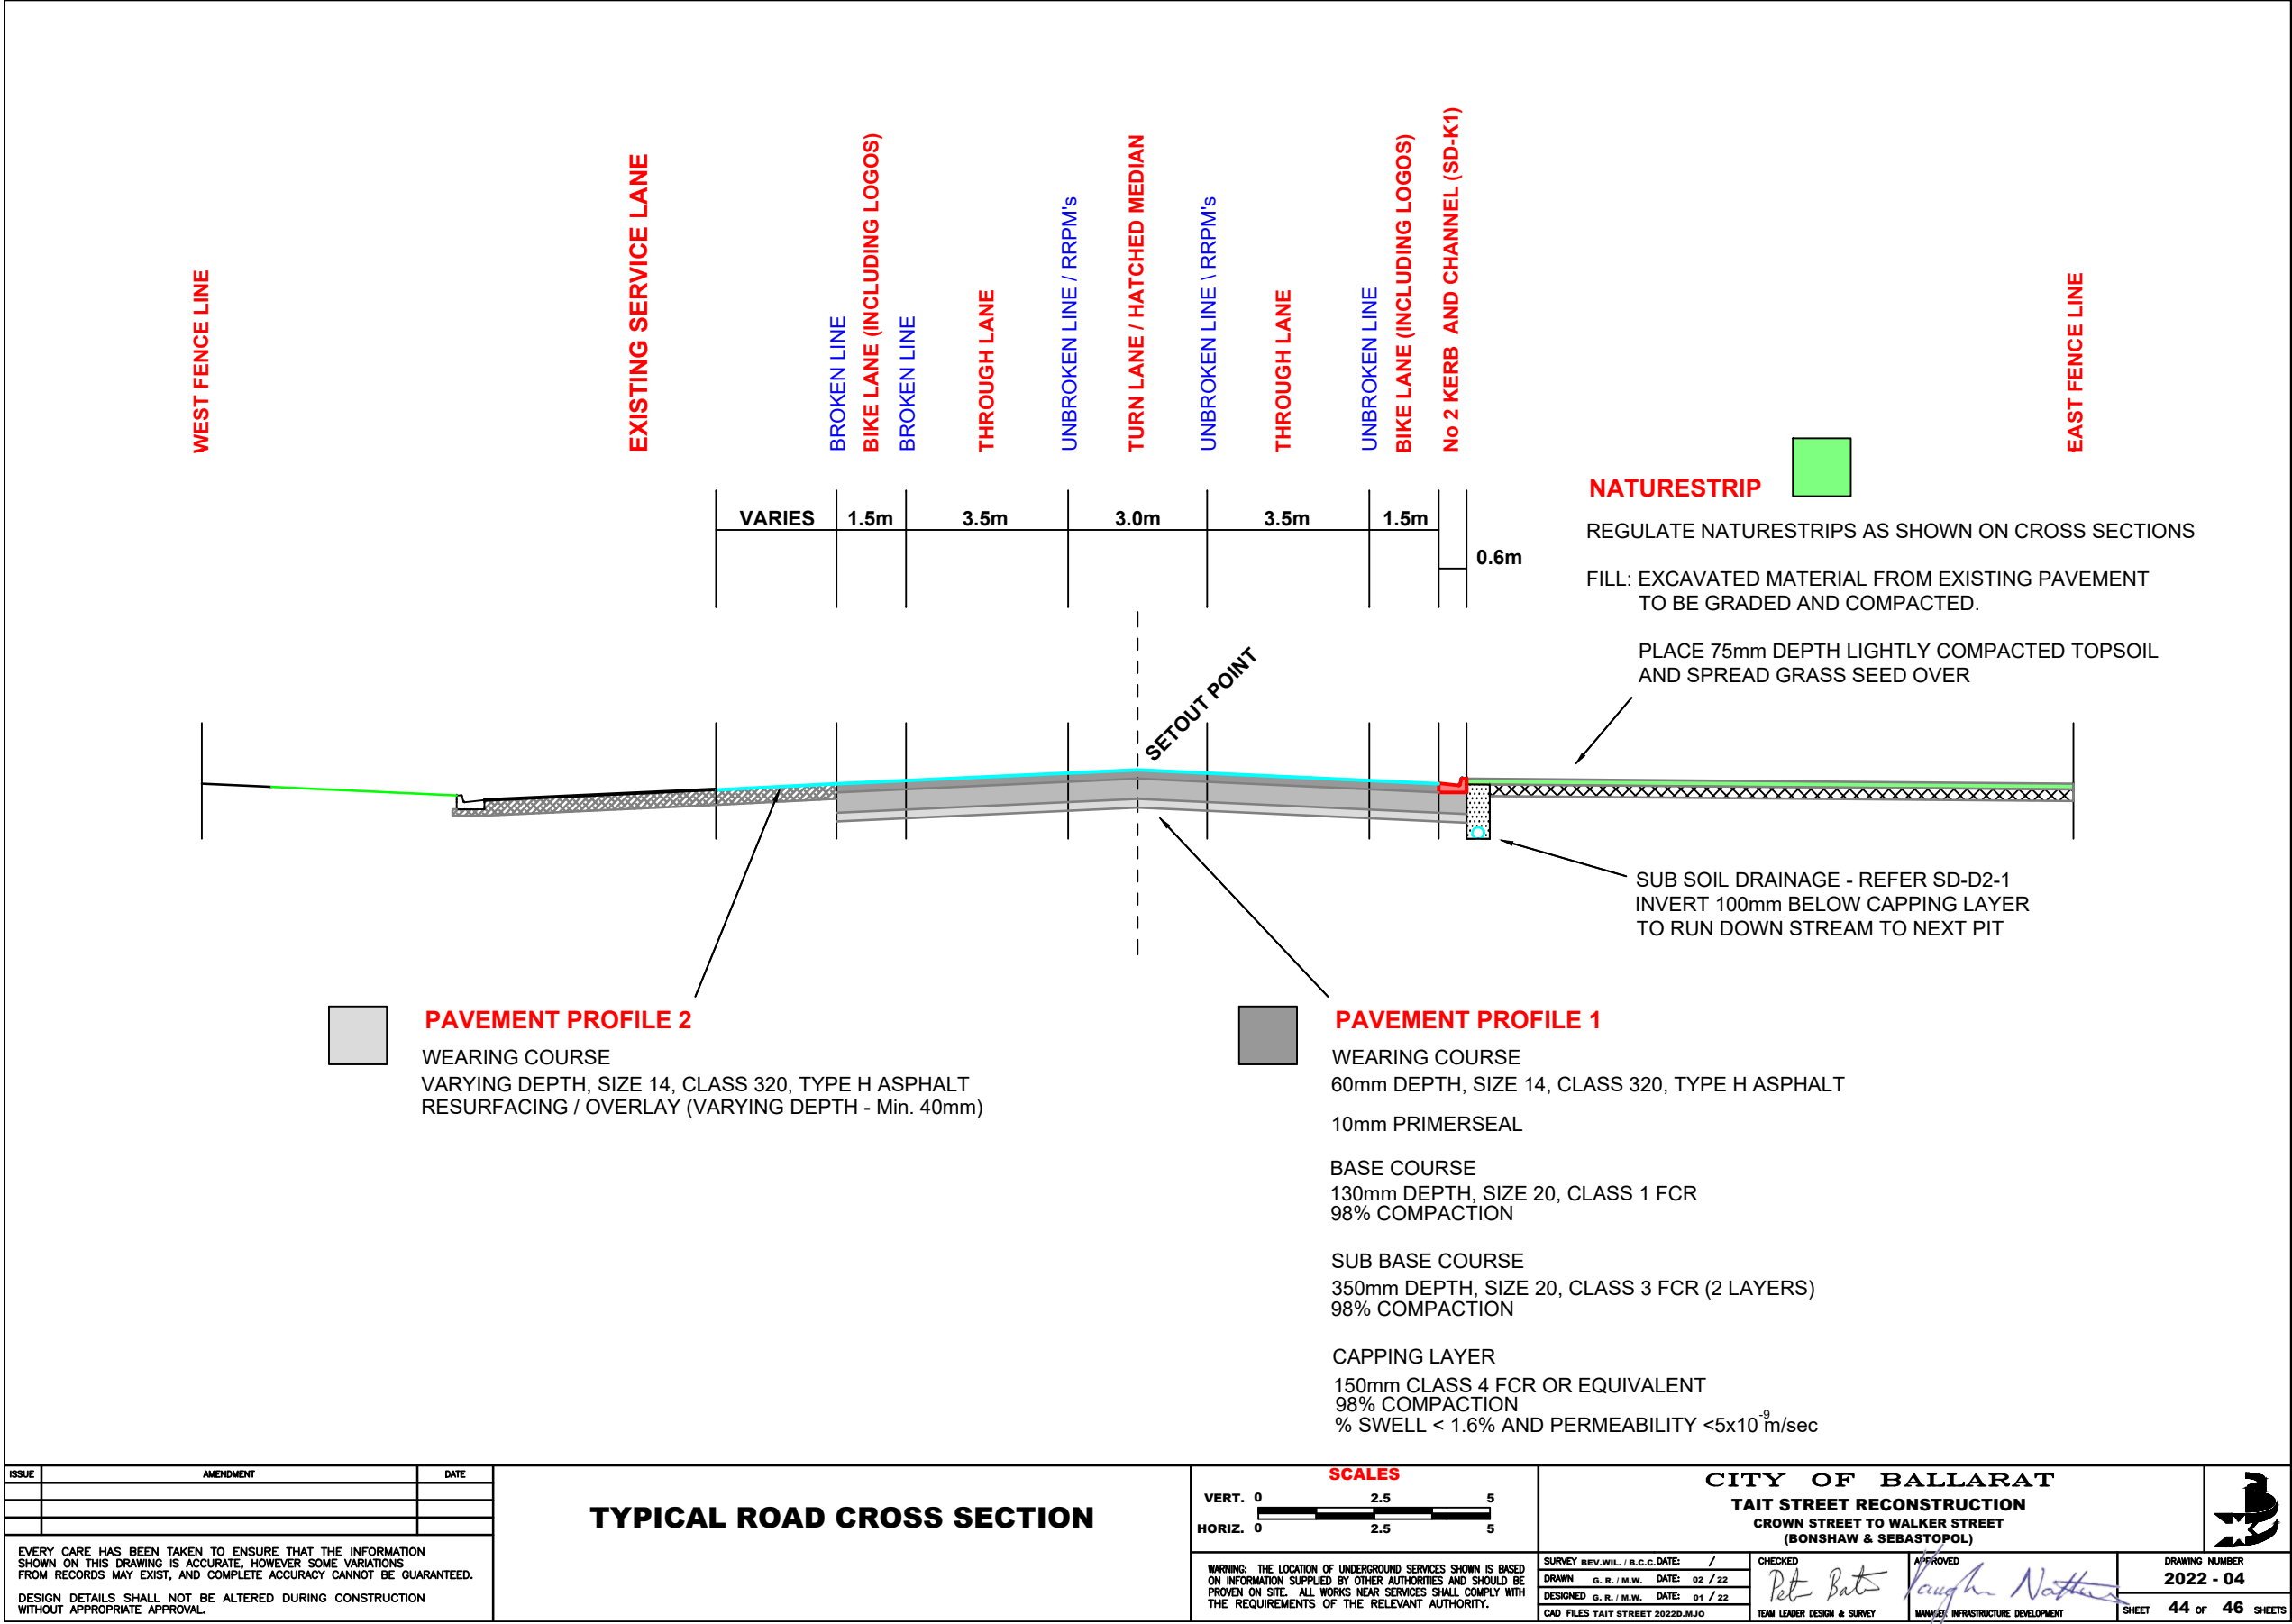 WEST FENCE LINE
EXISTING SERVICE LANE
BROKEN LINE
BIKE LANE (INCLUDING LOGOS)
BROKEN LINE
THROUGH LANE
UNBROKEN LINE / RRPM's
TURN LANE / HATCHED MEDIAN
UNBROKEN LINE \ RRPM's
THROUGH LANE
UNBROKEN LINE
BIKE LANE (INCLUDING LOGOS)
No 2 KERB AND CHANNEL (SD-K1)
EAST FENCE LINE
VARIES
1.5m
3.5m
3.0m
3.5m
1.5m
0.6m
NATURESTRIP
REGULATE NATURESTRIPS AS SHOWN ON CROSS SECTIONS
FILL: EXCAVATED MATERIAL FROM EXISTING PAVEMENT
TO BE GRADED AND COMPACTED.
PLACE 75mm DEPTH LIGHTLY COMPACTED TOPSOIL
AND SPREAD GRASS SEED OVER
SETOUT POINT
SUB SOIL DRAINAGE - REFER SD-D2-1
INVERT 100mm BELOW CAPPING LAYER
TO RUN DOWN STREAM TO NEXT PIT
PAVEMENT PROFILE 2
WEARING COURSE
VARYING DEPTH, SIZE 14, CLASS 320, TYPE H ASPHALT
RESURFACING / OVERLAY (VARYING DEPTH - Min. 40mm)
PAVEMENT PROFILE 1
WEARING COURSE
60mm DEPTH, SIZE 14, CLASS 320, TYPE H ASPHALT
10mm PRIMERSEAL
BASE COURSE
130mm DEPTH, SIZE 20, CLASS 1 FCR
98% COMPACTION
SUB BASE COURSE
350mm DEPTH, SIZE 20, CLASS 3 FCR (2 LAYERS)
98% COMPACTION
CAPPING LAYER
150mm CLASS 4 FCR OR EQUIVALENT
98% COMPACTION
% SWELL < 1.6% AND PERMEABILITY <5x10⁻⁹m/sec
ISSUE AMENDMENT DATE
EVERY CARE HAS BEEN TAKEN TO ENSURE THAT THE INFORMATION
SHOWN ON THIS DRAWING IS ACCURATE, HOWEVER SOME VARIATIONS
FROM RECORDS MAY EXIST, AND COMPLETE ACCURACY CANNOT BE GUARANTEED.
DESIGN DETAILS SHALL NOT BE ALTERED DURING CONSTRUCTION
WITHOUT APPROPRIATE APPROVAL.
TYPICAL ROAD CROSS SECTION
SCALES
VERT. 0 2.5 5
HORIZ. 0 2.5 5
WARNING: THE LOCATION OF UNDERGROUND SERVICES SHOWN IS BASED
ON INFORMATION SUPPLIED BY OTHER AUTHORITIES AND SHOULD BE
PROVEN ON SITE. ALL WORKS NEAR SERVICES SHALL COMPLY WITH
THE REQUIREMENTS OF THE RELEVANT AUTHORITY.
CITY OF BALLARAT
TAIT STREET RECONSTRUCTION
CROWN STREET TO WALKER STREET
(BONSHAW & SEBASTOPOL)
SURVEY BEV.WIL. / B.C.C. DATE: /
DRAWN G. R. / M.W. DATE: 02 / 22
DESIGNED G. R. / M.W. DATE: 01 / 22
CAD FILES TAIT STREET 2022D.MJO
CHECKED
TEAM LEADER DESIGN & SURVEY
APPROVED
MANAGER INFRASTRUCTURE DEVELOPMENT
DRAWING NUMBER
2022 - 04
SHEET 44 OF 46 SHEETS